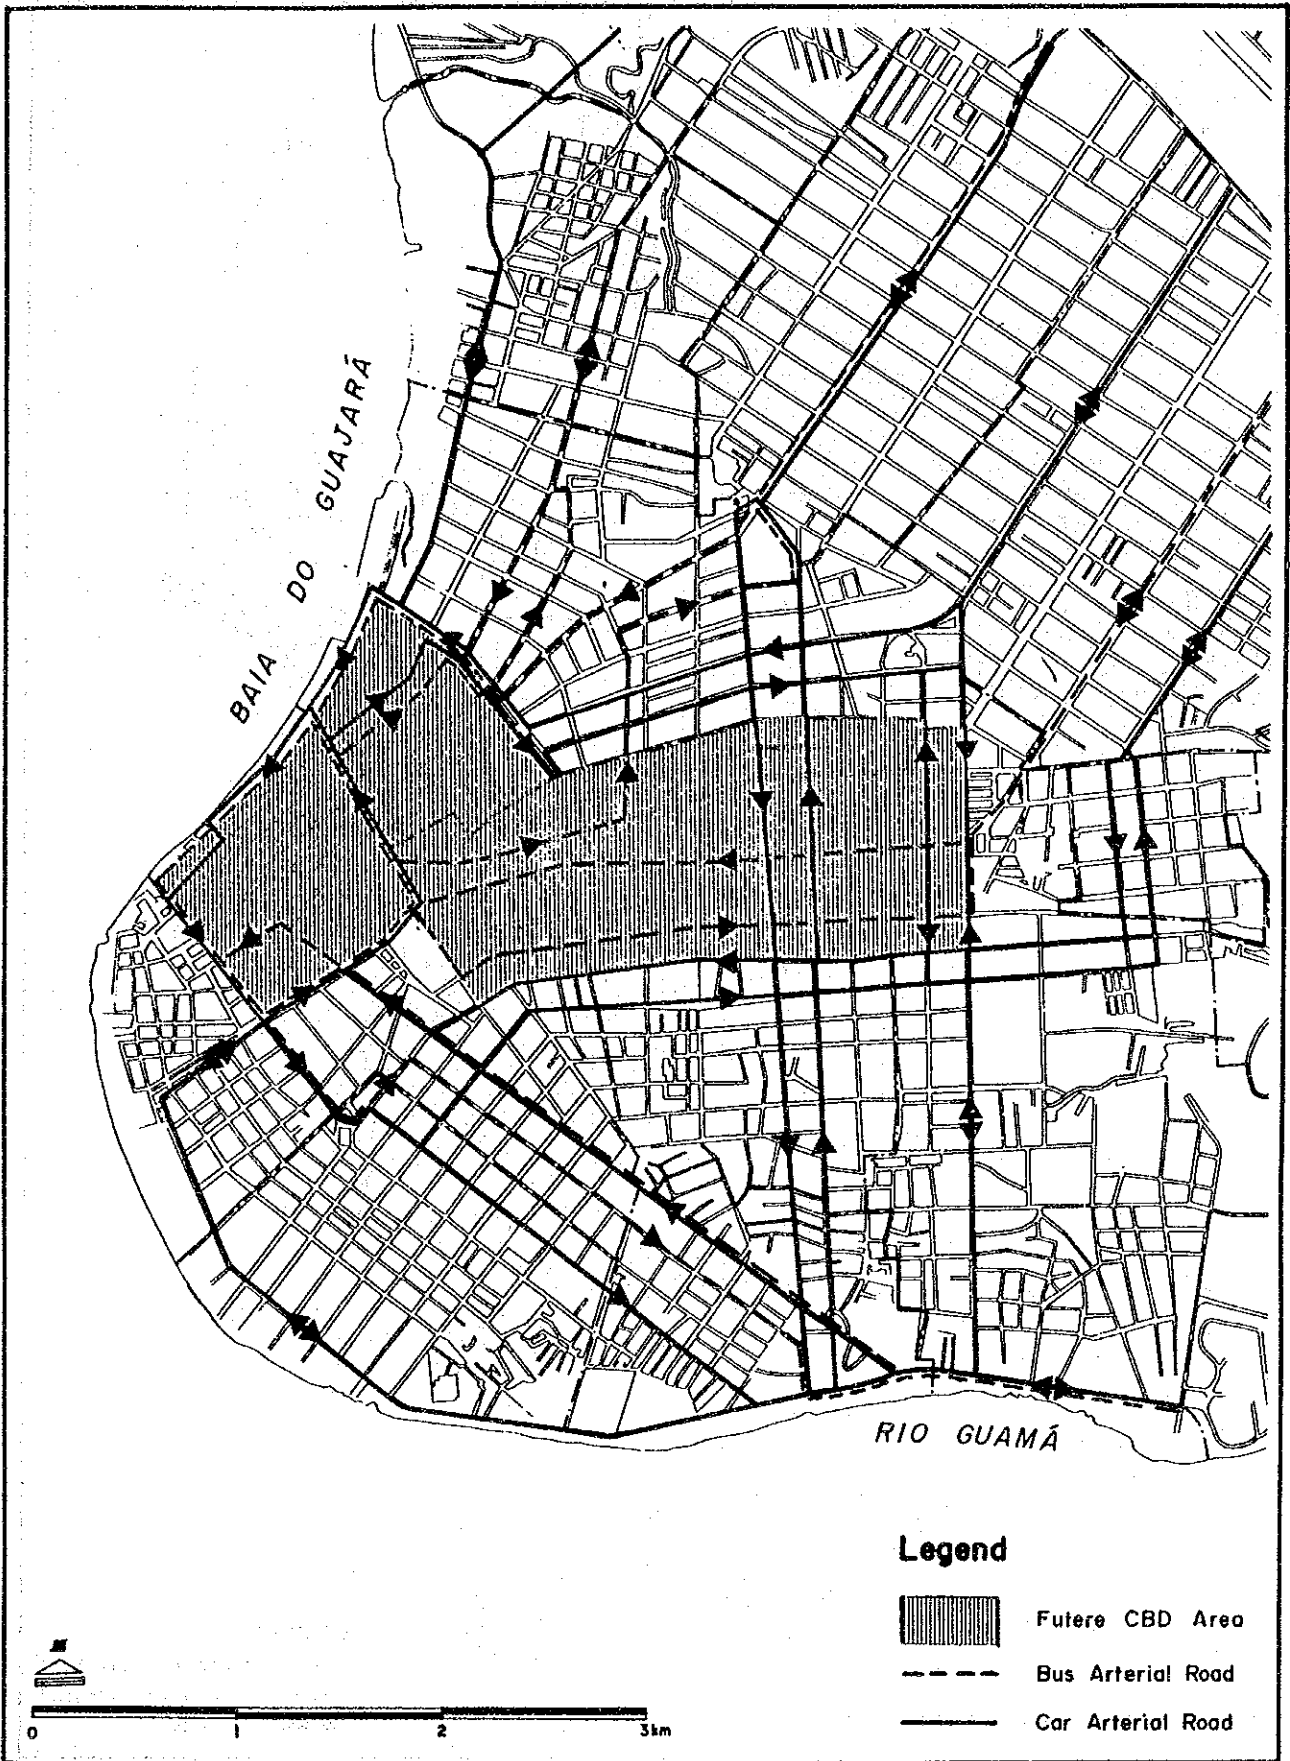 BAIA DO GUAJARÁ
RIO GUAMÁ
Legend
Futere CBD Area
Bus Arterial Road
Car Arterial Road
N
0 1 2 3km